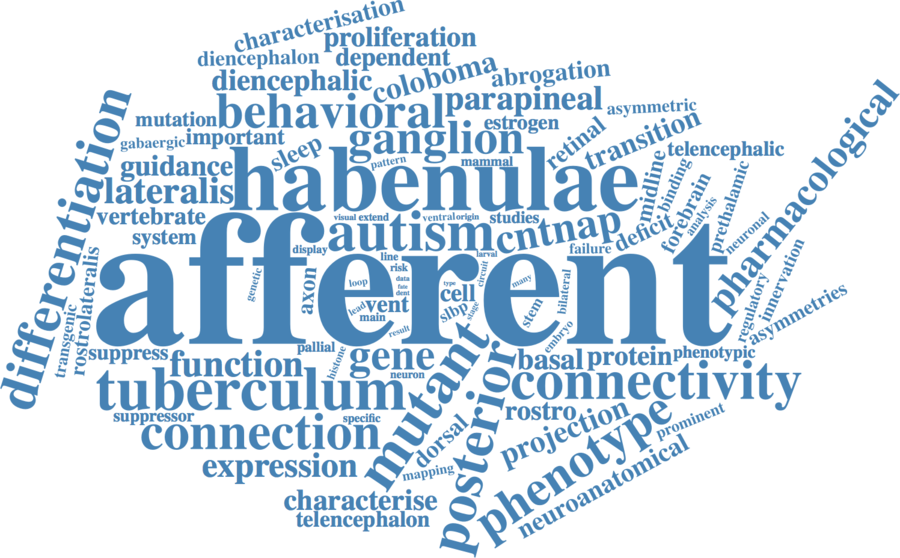 characterisation
proliferation
diencephalon
dependent
diencephalic
coloboma
abrogation
behavioral
parapineal
asymmetric
mutation
estrogen
gabaergic
important
ganglion
retinal
transition
pharmacological
differentiation
guidance
sleep
pattern
mammal
midline
binding
telencephalic
lateralis
habenulae
forebrain
analysis
prethalamic
vertebrate
visual
extend
ventral
origin
studies
system
autism
cntnap
deficit
neuronal
display
line
larval
failure
rostrolateralis
transgenic
genetic
afferent
axon
loop
risk
data
fate
dent
type
cell
circuit
many
stem
bilateral
regulatory
innervation
asymmetries
lead
vent
main
slbp
stage
result
embryo
suppress
pallial
histone
function
gene
neuron
basal
protein
phenotypic
tuberculum
mutant
posterior
connectivity
suppressor
specific
rostro
connection
dorsal
projection
phenotype
prominent
expression
mapping
neuroanatomical
characterise
telencephalon